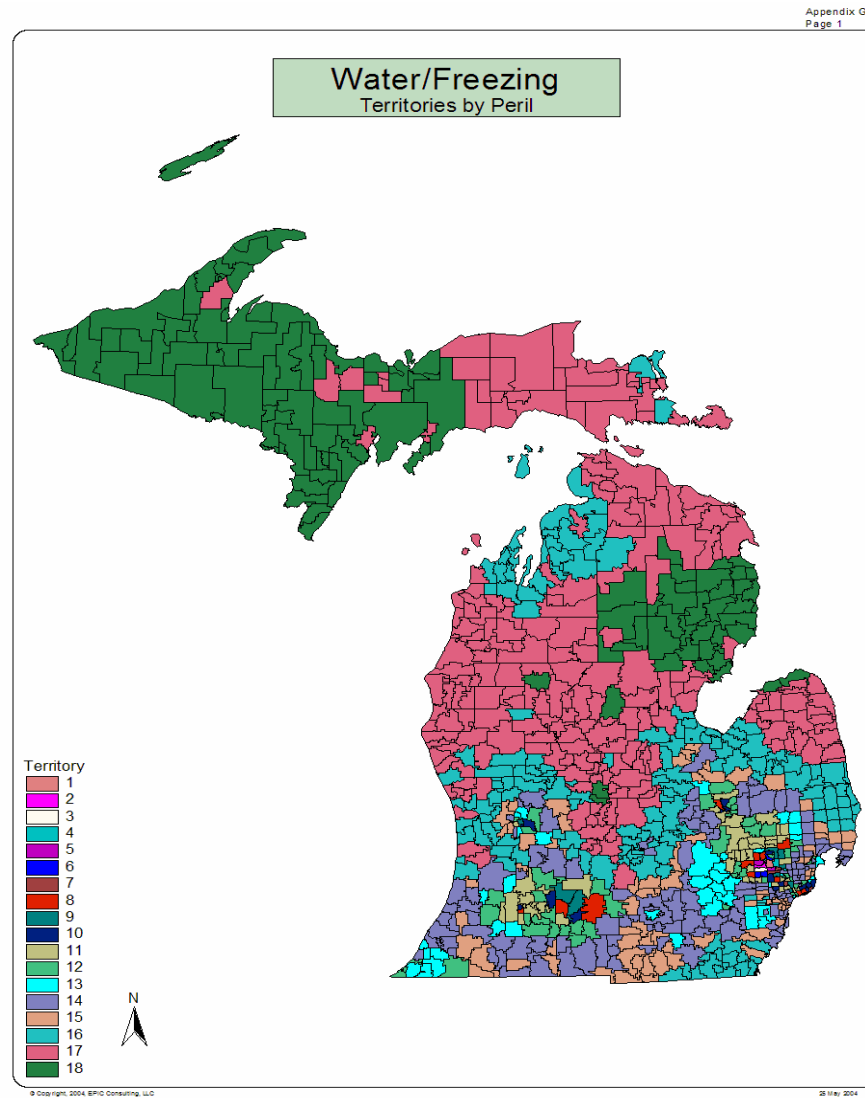 Appendix G
Page 1
Water/Freezing
Territories by Peril
Territory
1
2
3
4
5
6
7
8
9
10
11
12
13
14
15
16
17
18
N
© Copyright, 2004, EPIC Consulting, LLC
25 May 2004